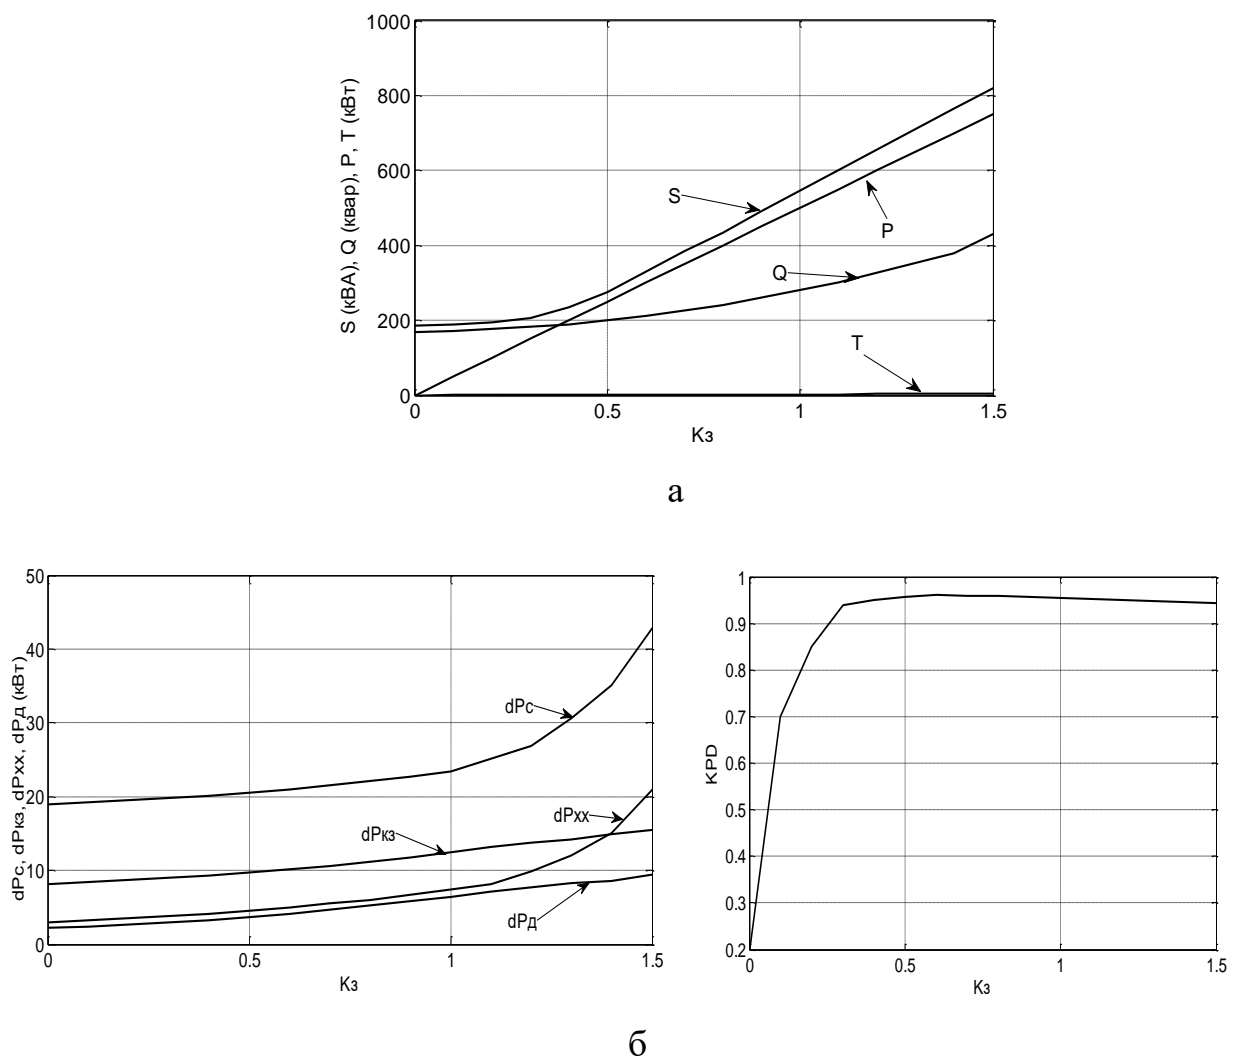 1000
800
600
400
200
0
S (кВА), Q (квар), P, T (кВт)
S
P
Q
T
0
0.5
1
1.5
Кз
а
50
40
30
20
10
0
dPc, dPкз, dPxx, dPд (кВт)
dPc
dPxx
dPкз
dPд
0
0.5
1
1.5
Кз
1
0.9
0.8
0.7
0.6
0.5
0.4
0.3
0.2
KPD
0
0.5
1
1.5
Кз
б